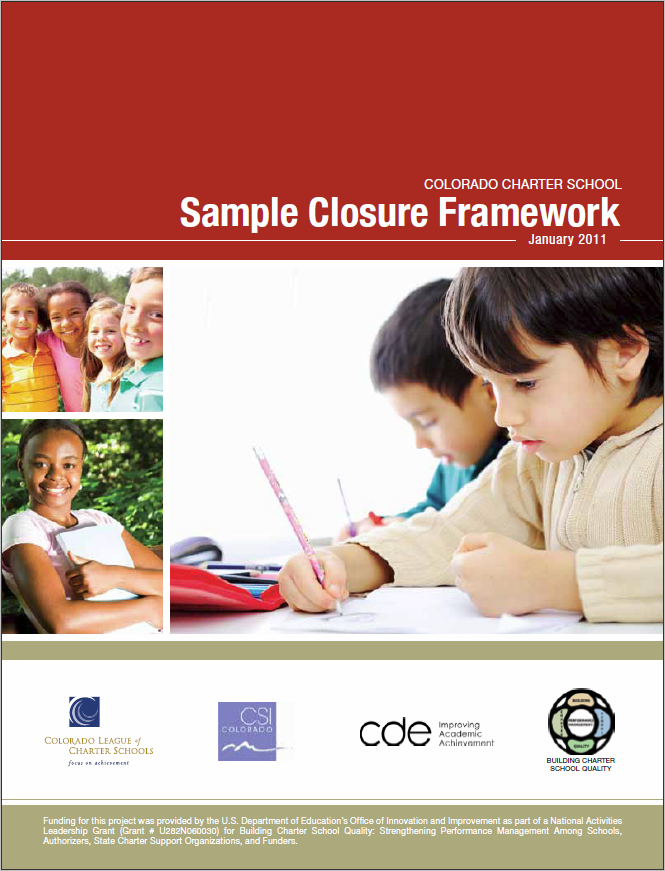 COLORADO CHARTER SCHOOL
Sample Closure Framework
January 2011
COLORADO LEAGUE of
CHARTER SCHOOLS
focus on achievement
CSI
COLORADO
cde Improving
Academic
Achievement
BUILDING
PERFORMANCE
MANAGEMENT
QUALITY
BUILDING CHARTER
SCHOOL QUALITY
Funding for this project was provided by the U.S. Department of Education's Office of Innovation and Improvement as part of a National Activities
Leadership Grant (Grant # U282N060030) for Building Charter School Quality: Strengthening Performance Management Among Schools,
Authorizers, State Charter Support Organizations, and Funders.